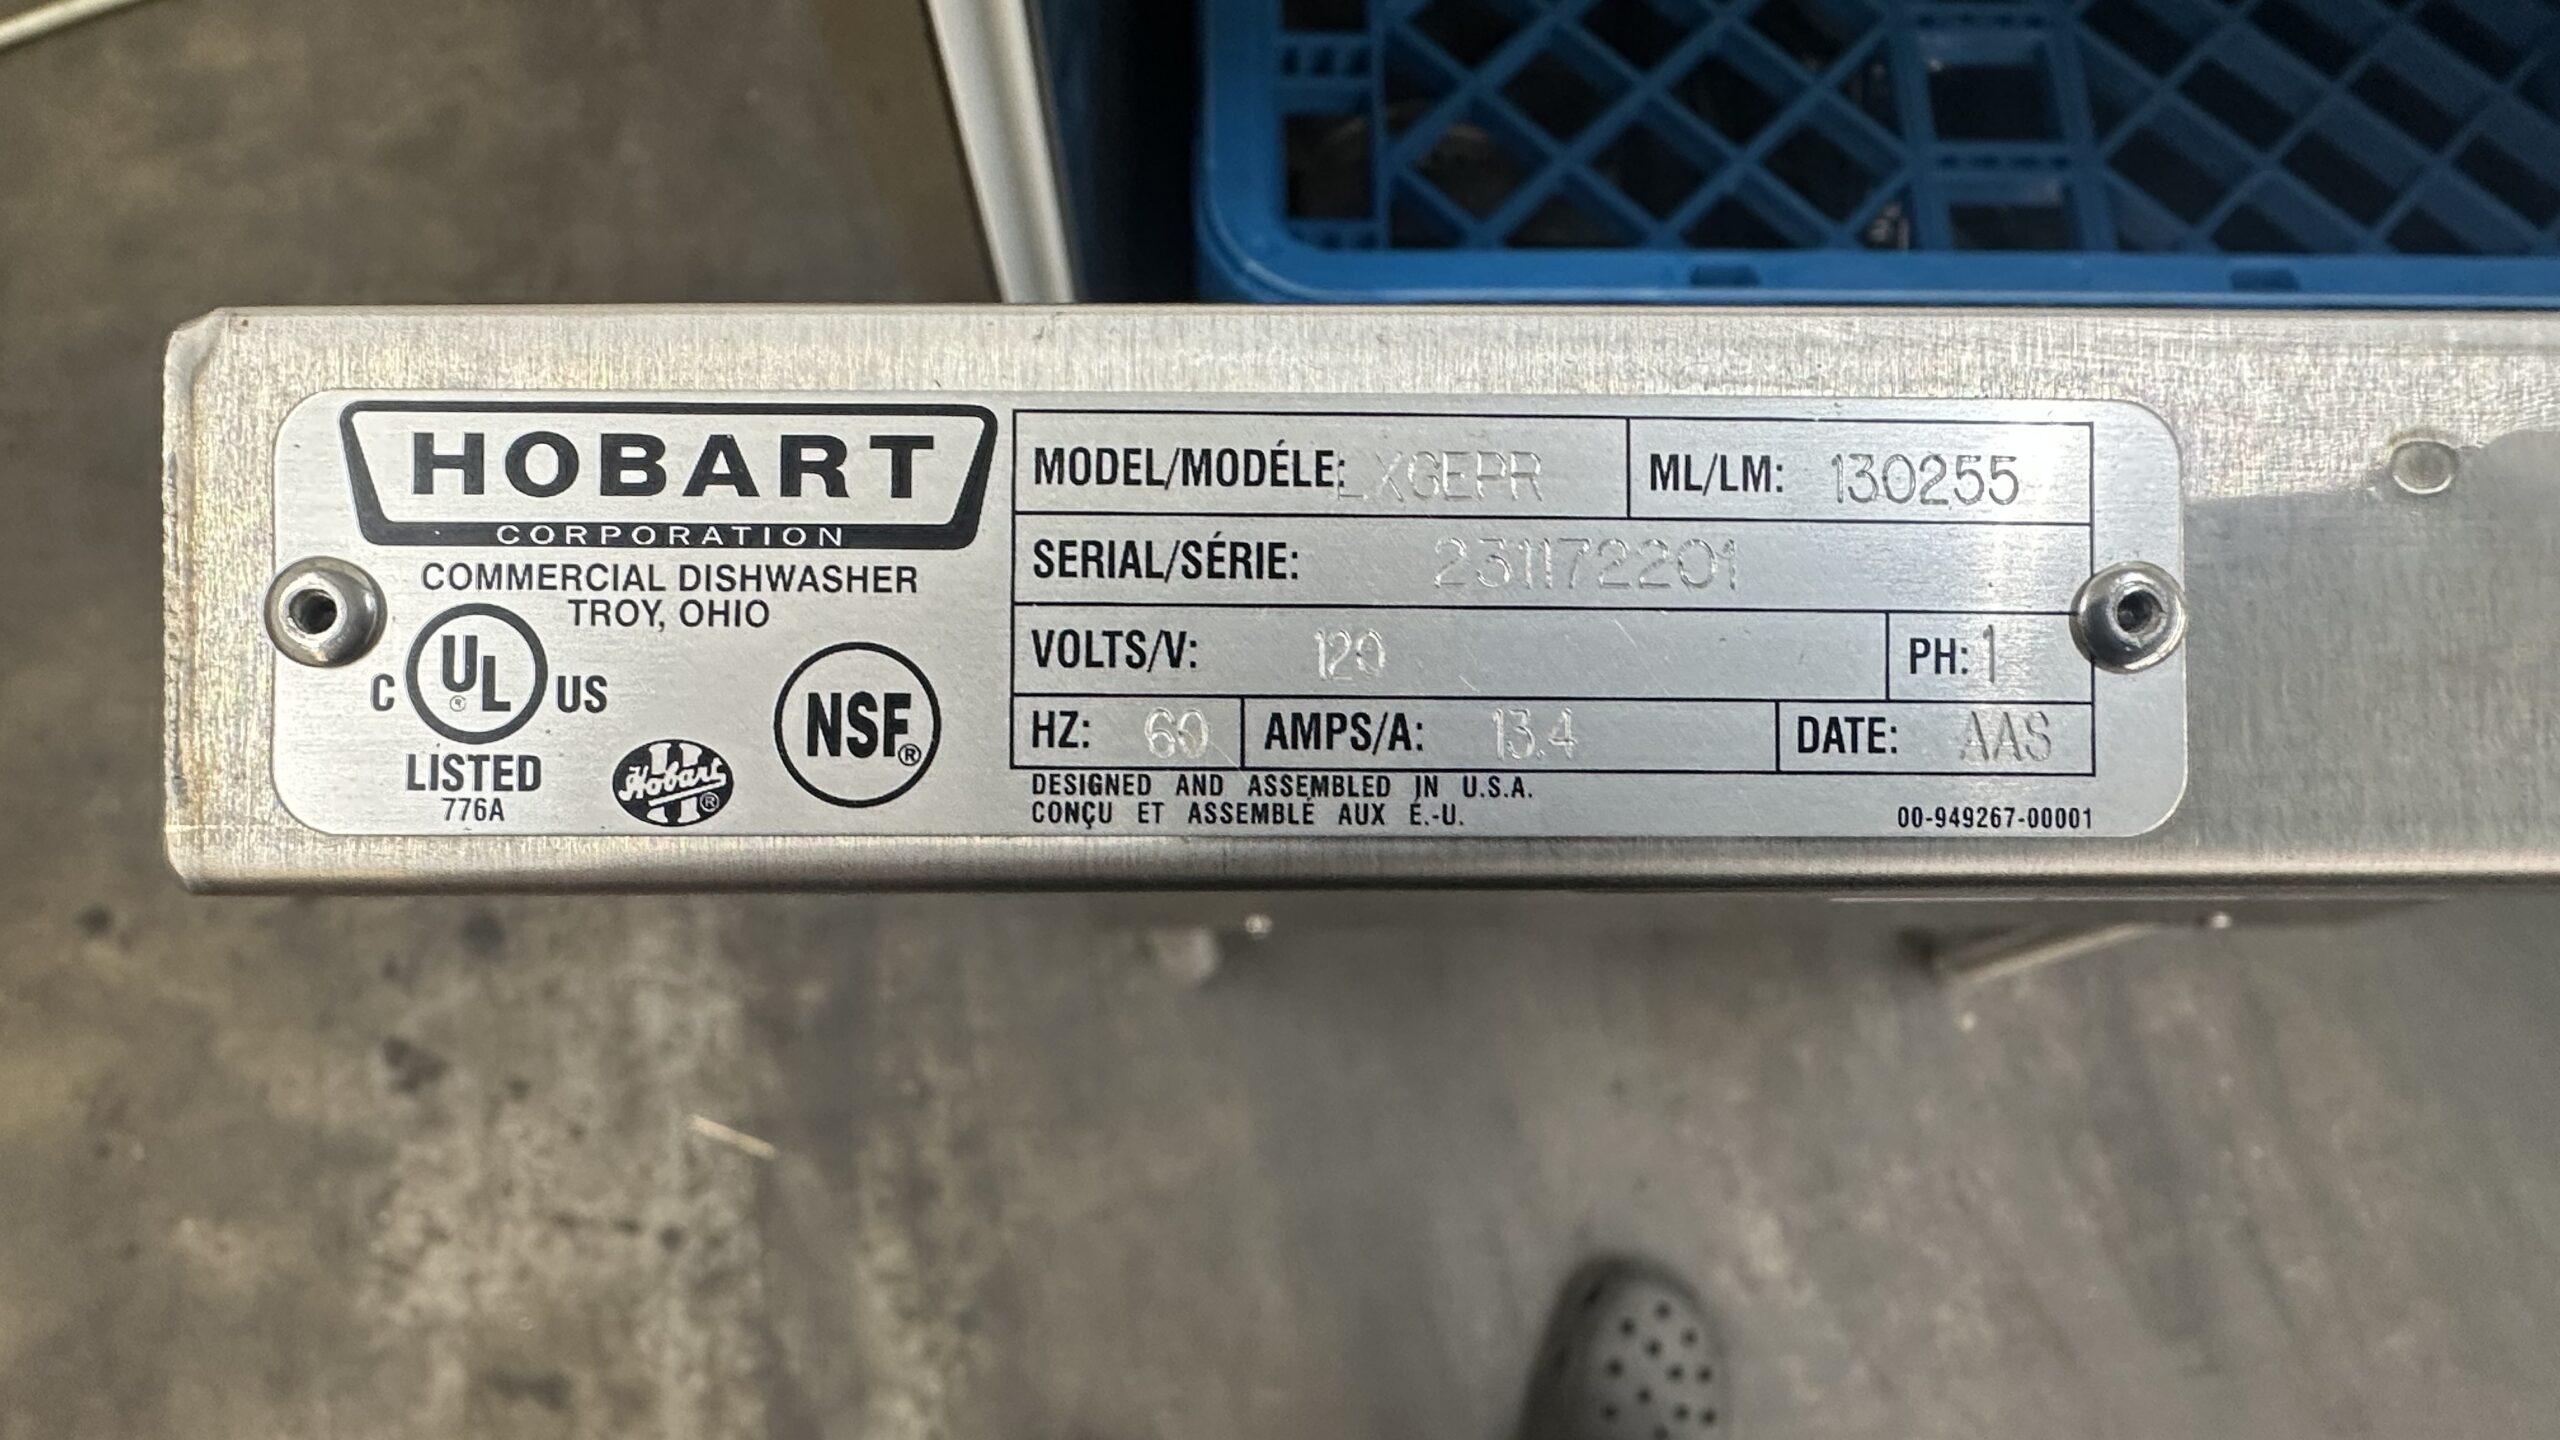 HOBART
CORPORATION
COMMERCIAL DISHWASHER
TROY, OHIO
C UL® US
LISTED
776A
Hobart®
NSF®
MODEL/MODÉLE: LXGEPR
ML/LM: 130255
SERIAL/SÉRIE: 231172201
VOLTS/V: 120
PH: 1
HZ: 60
AMPS/A: 13.4
DATE: AAS
DESIGNED AND ASSEMBLED IN U.S.A.
CONÇU ET ASSEMBLÉ AUX É.-U.
00-949267-00001